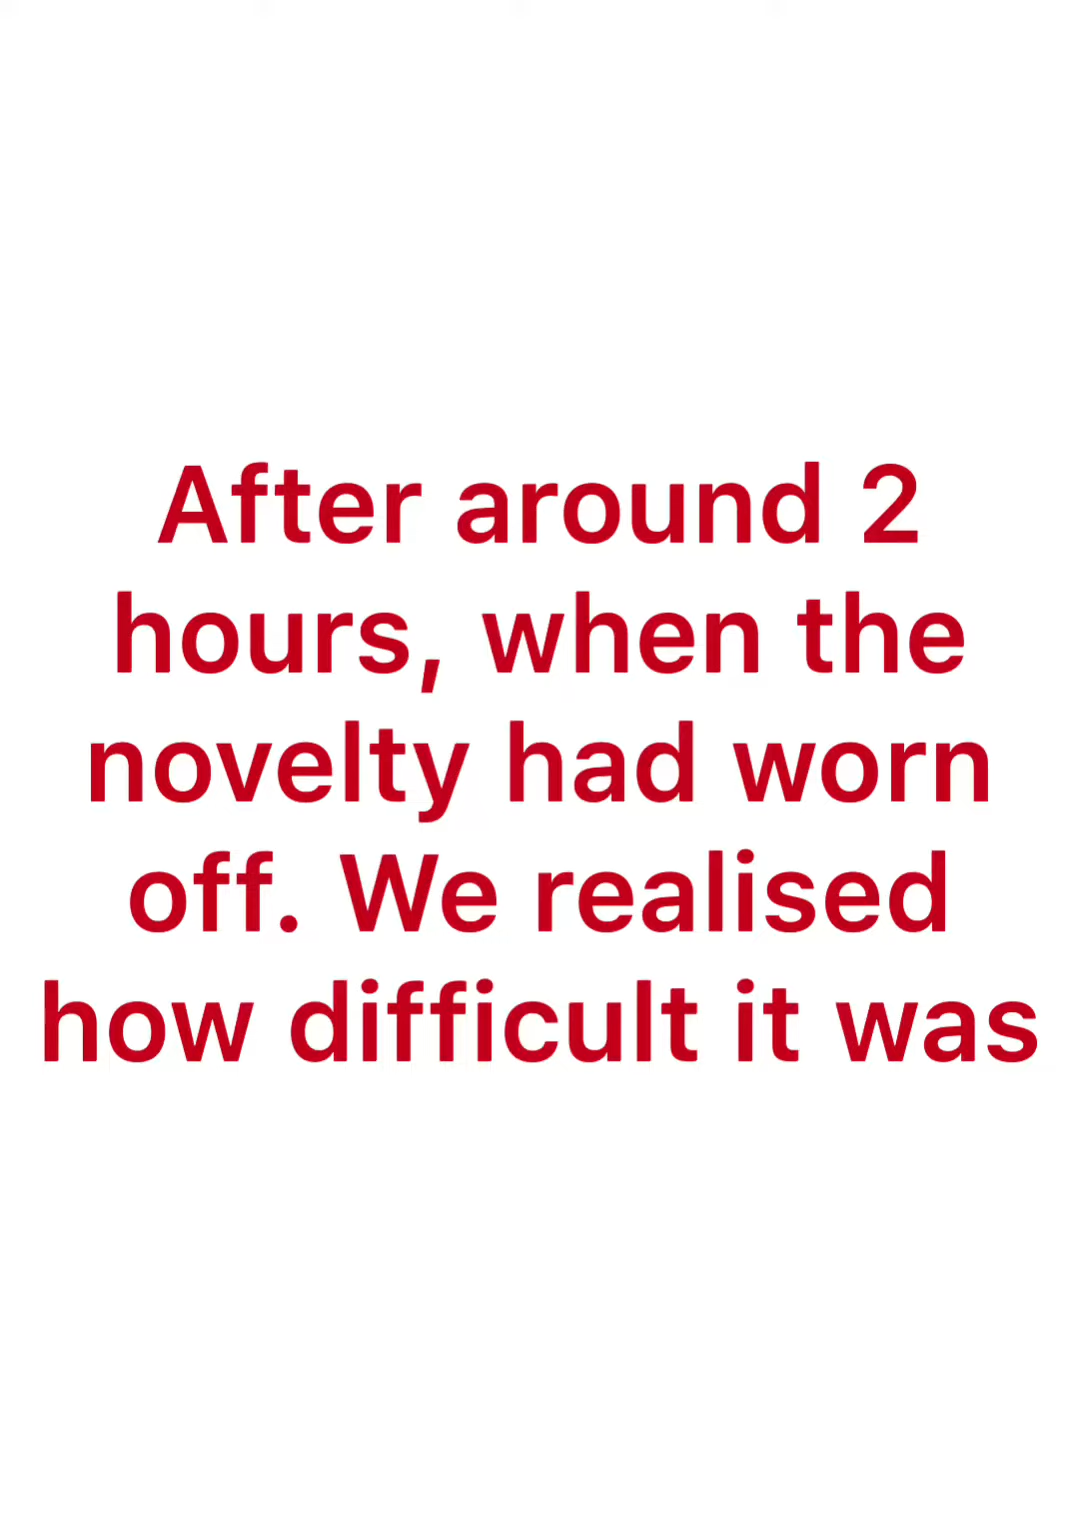 After around 2
hours, when the
novelty had worn
off. We realised
how difficult it was